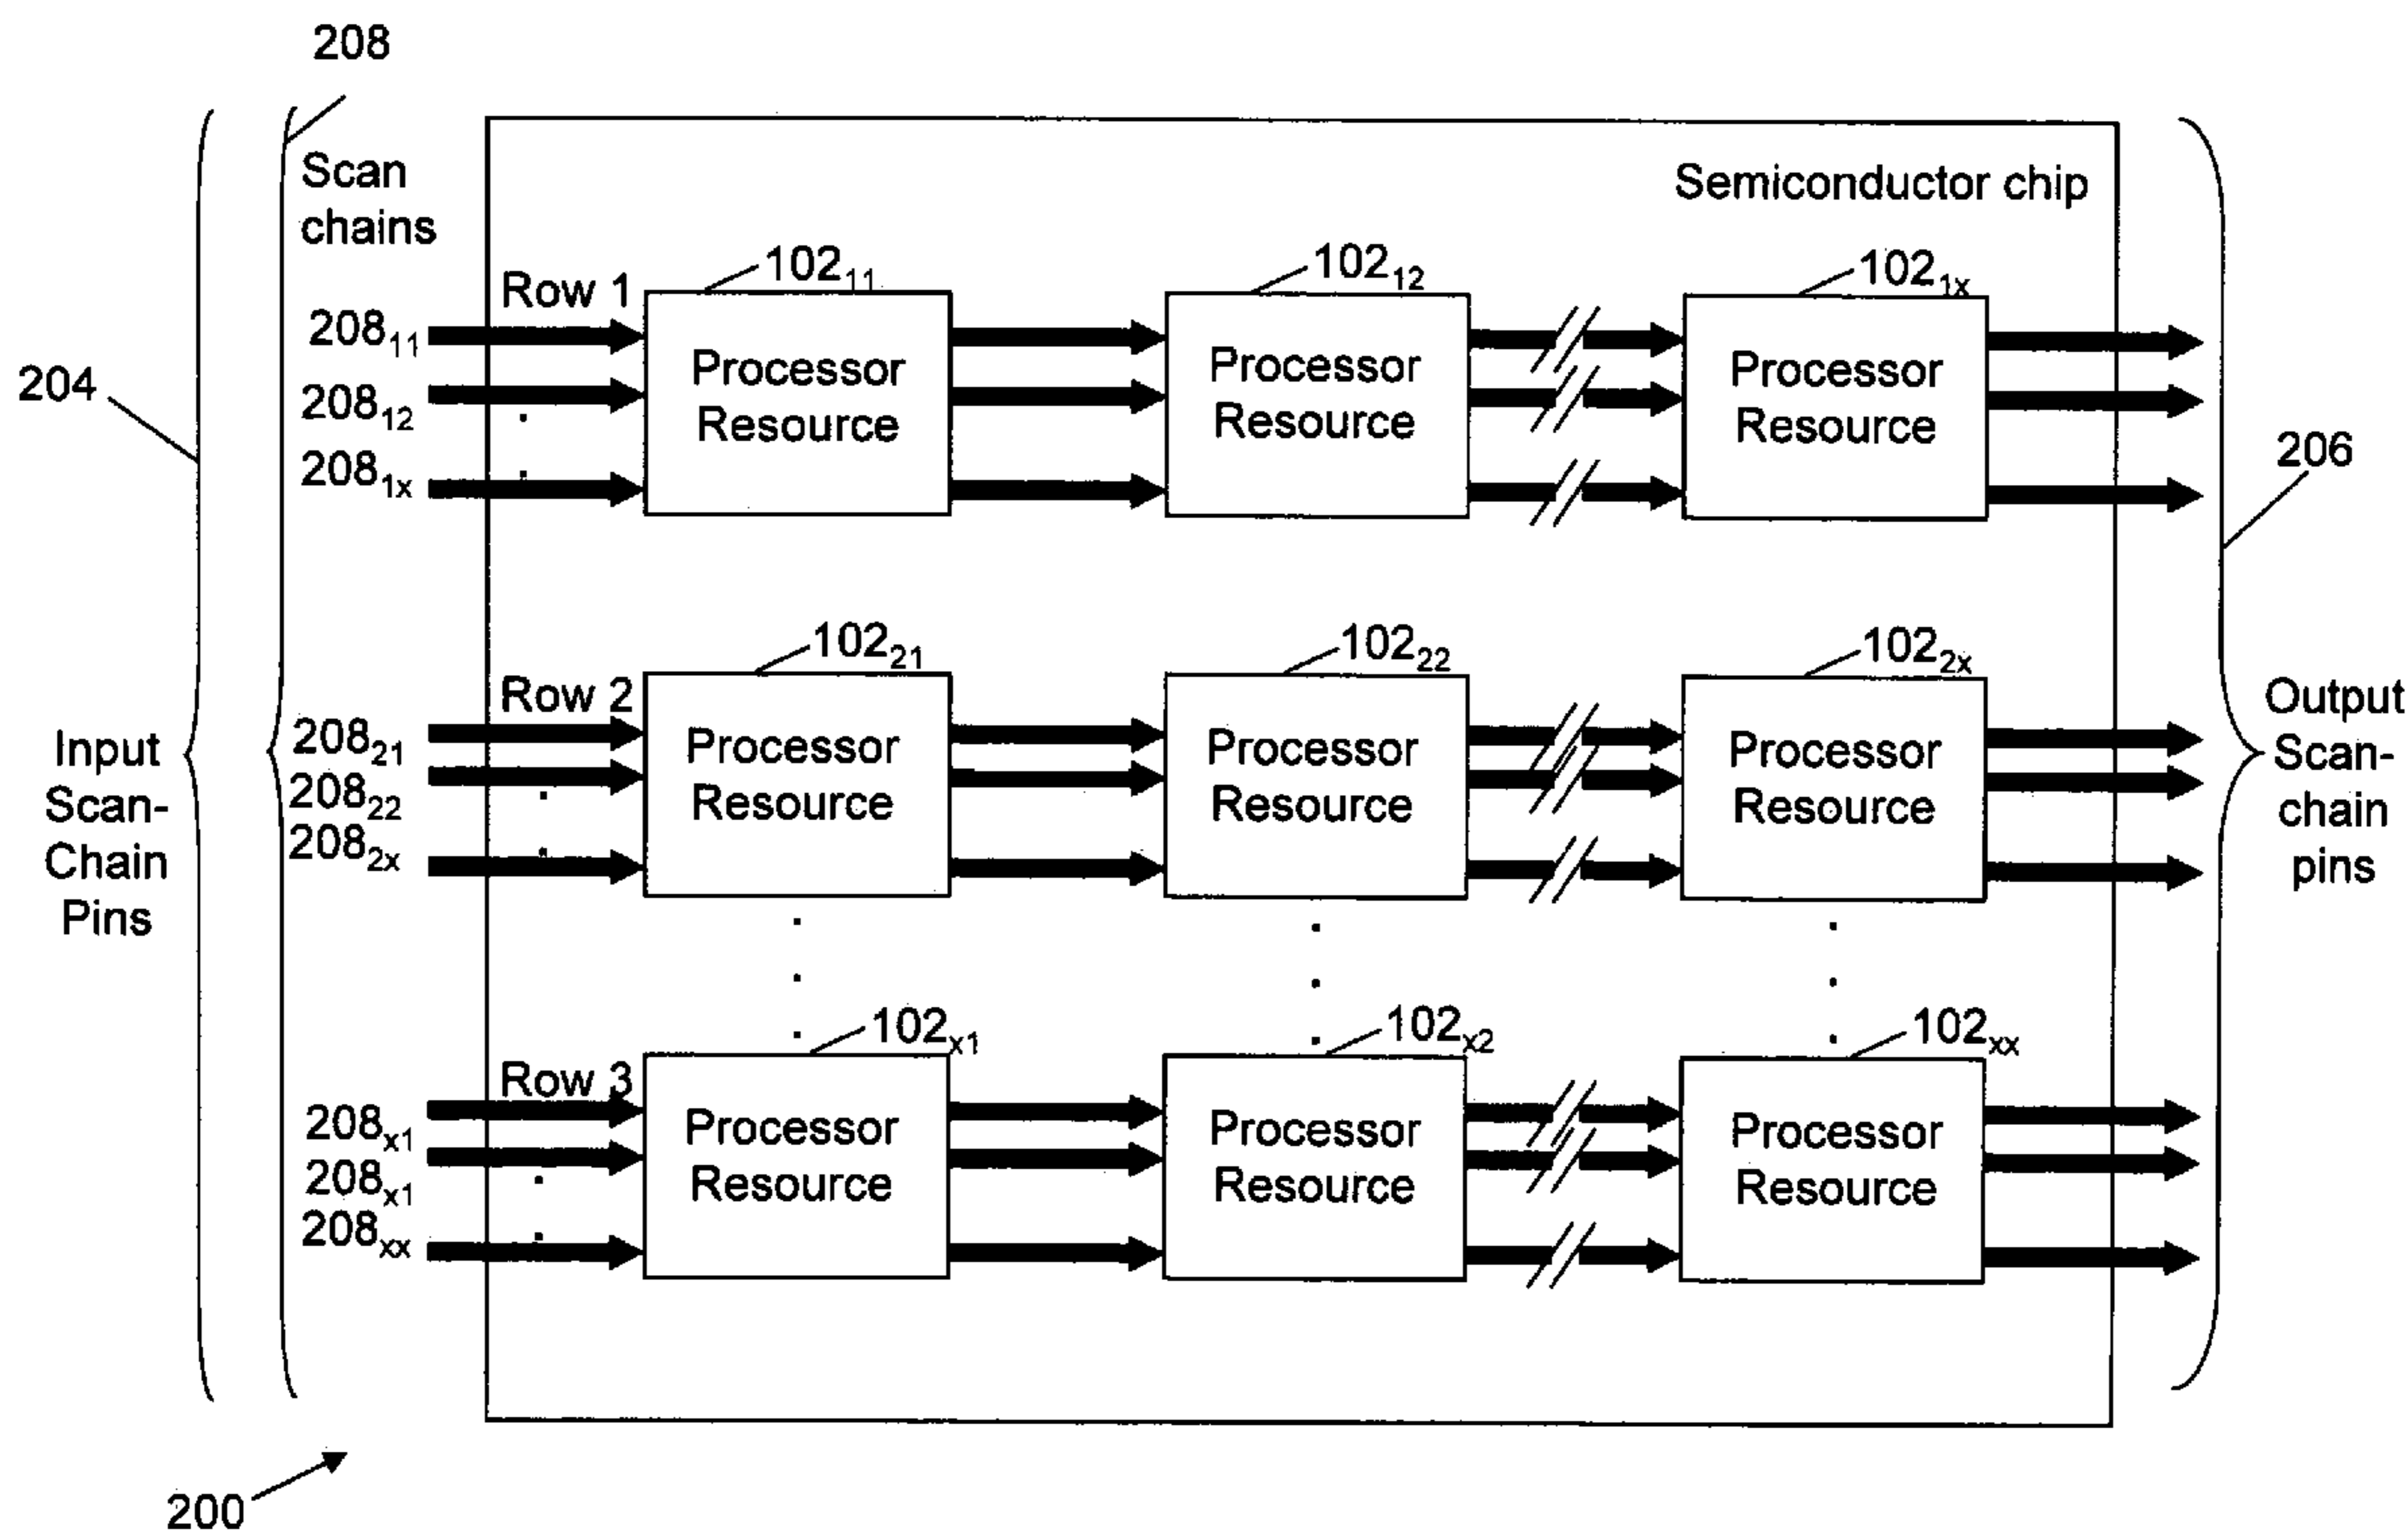 208
Scan
chains
Semiconductor chip
Row 1
102₁₁
102₁₂
102₁ₓ
208₁₁
208₁₂
208₁ₓ
Processor
Resource
Processor
Resource
Processor
Resource
204
206
Row 2
102₂₁
102₂₂
102₂ₓ
208₂₁
208₂₂
208₂ₓ
Processor
Resource
Processor
Resource
Processor
Resource
Input
Scan-
Chain
Pins
Output
Scan-
chain
pins
Row 3
102ₓ₁
102ₓ₂
102ₓₓ
208ₓ₁
208ₓ₁
208ₓₓ
Processor
Resource
Processor
Resource
Processor
Resource
200